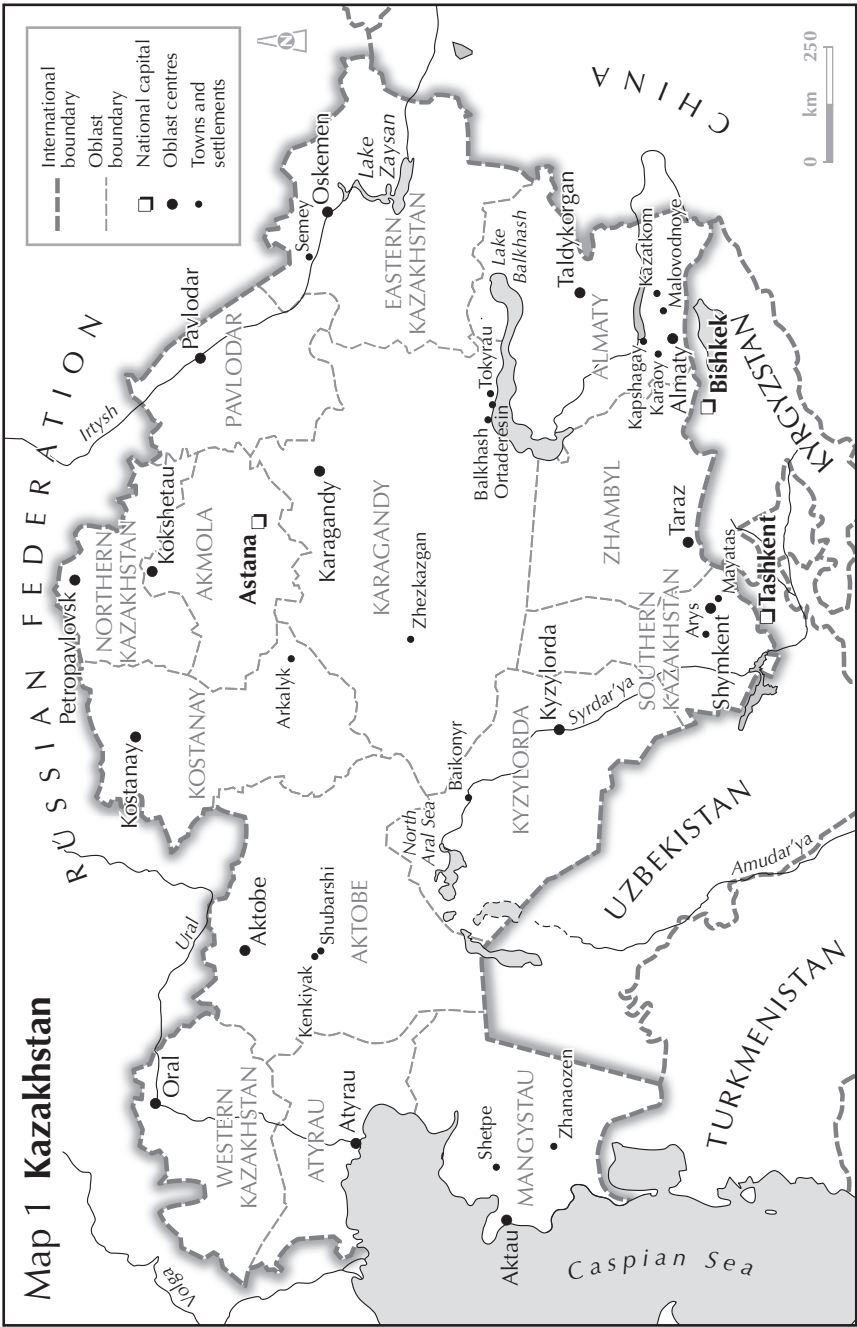 Map 1 Kazakhstan
International
boundary
Oblast
boundary
National capital
Oblast centres
Towns and
settlements
N
0 km 250
RUSSIAN FEDERATION
CHINA
KYRGYZSTAN
UZBEKISTAN
TURKMENISTAN
Caspian Sea
Volga
Ural
Irtysh
Oral
WESTERN
KAZAKHSTAN
ATYRAU
Atyrau
MANGYSTAU
Shetpe
Zhanaozen
Aktau
Aktobe
Kenkiyak
Shubarshi
AKTOBE
North
Aral Sea
Amudar'ya
Kostanay
KOSTANAY
Arkalyk
Petropavlovsk
NORTHERN
KAZAKHSTAN
Kokshetau
AKMOLA
Astana
Karagandy
KARAGANDY
Zhezkazgan
Baikonyr
KYZYLORDA
Kyzylorda
Syrdar'ya
SOUTHERN
KAZAKHSTAN
Arys
Shymkent
Mayatas
Tashkent
Taraz
ZHAMBYL
Pavlodar
PAVLODAR
Semey
Oskemen
Lake
Zaysan
EASTERN
KAZAKHSTAN
Lake
Balkhash
Tokyrau
Balkhash
Ortaderesin
Taldykorgan
ALMATY
Kapshagay
Karaoy
Almaty
Kazatkom
Malovodnoye
Bishkek